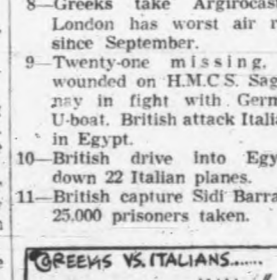 8—Greeks take Argirocas
London has worst air r
since September.
9—Twenty-one missing,
wounded on H.M.C S. Sag
nay in fight with Germ
U-boat. British attack Itali
in Egypt.
10—British drive into Egy
down 22 Italian planes.
11—British capture Sidi Barra
25,000 prisoners taken.
GREEKS VS. ITALIANS......